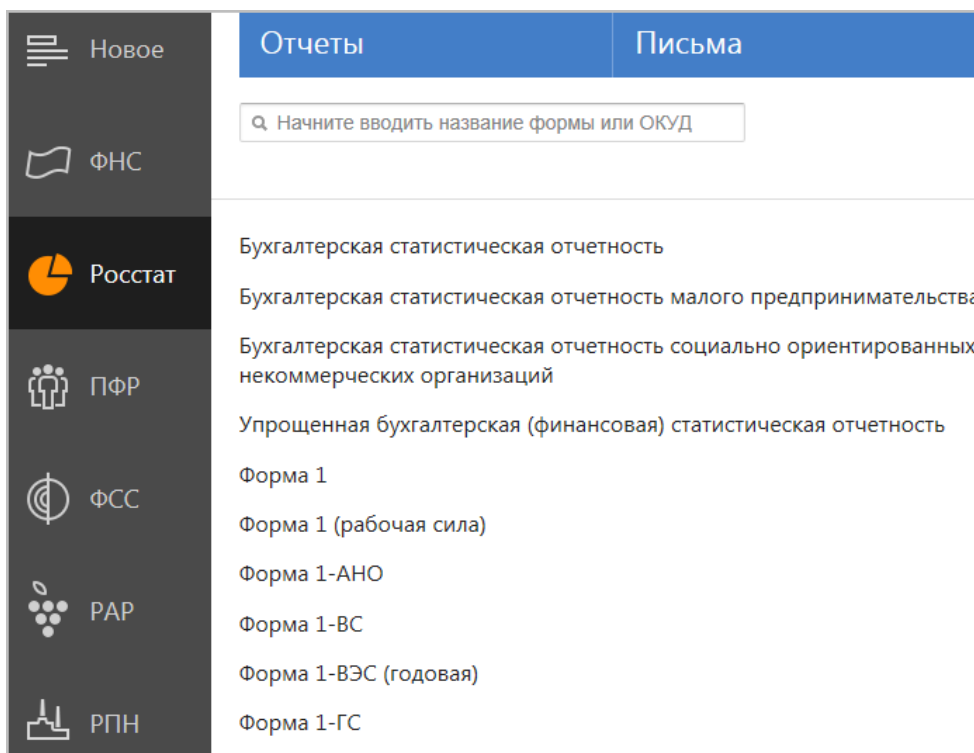 Новое
ФНС
Росстат
ПФР
ФСС
РАР
РПН
Отчеты
Письма
Начните вводить название формы или ОКУД
Бухгалтерская статистическая отчетность
Бухгалтерская статистическая отчетность малого предпринимательства
Бухгалтерская статистическая отчетность социально ориентированных
некоммерческих организаций
Упрощенная бухгалтерская (финансовая) статистическая отчетность
Форма 1
Форма 1 (рабочая сила)
Форма 1-АНО
Форма 1-ВС
Форма 1-ВЭС (годовая)
Форма 1-ГС